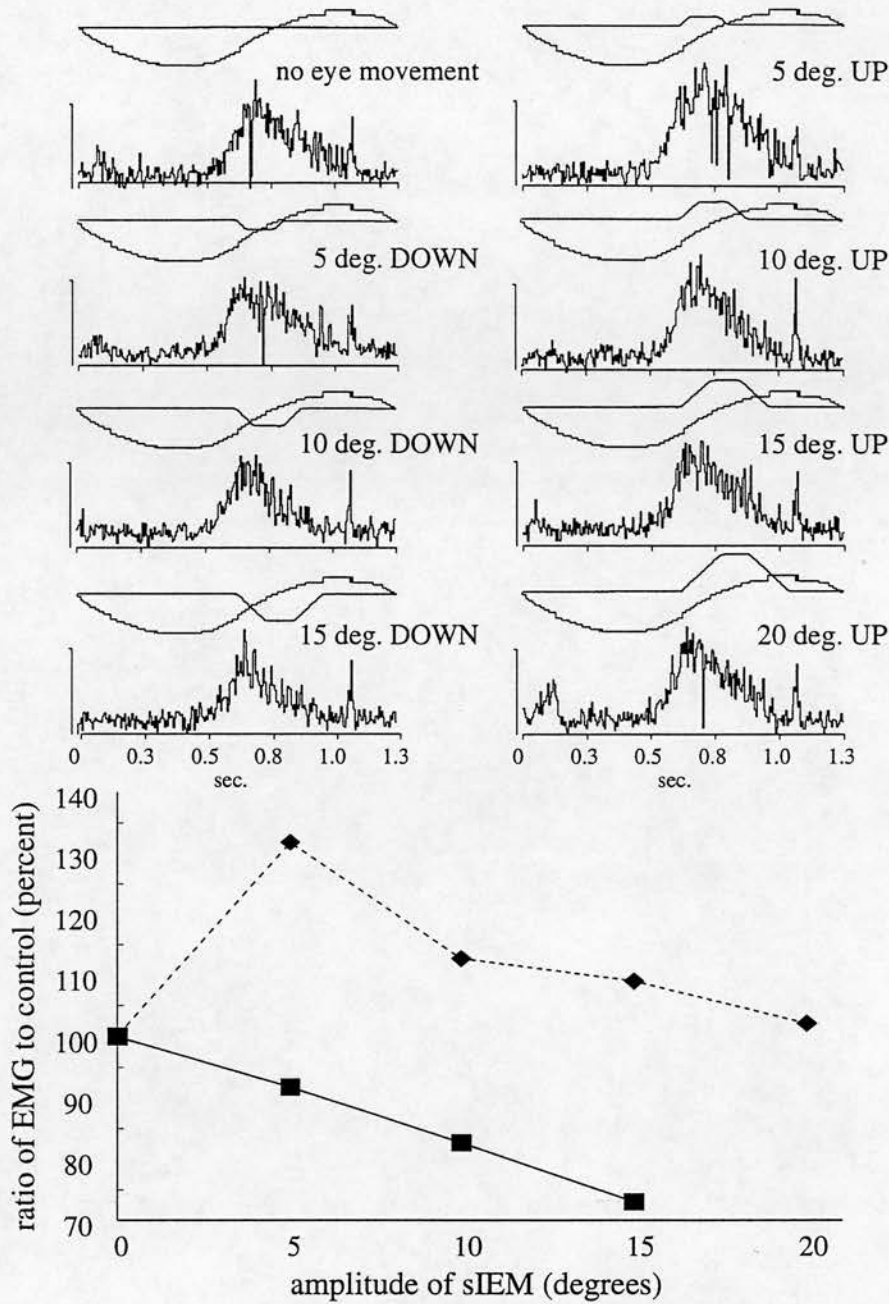 no eye movement
5 deg. UP
5 deg. DOWN
10 deg. UP
10 deg. DOWN
15 deg. UP
15 deg. DOWN
20 deg. UP
0 0.3 0.5 0.8 1.0 1.3
sec.
0 0.3 0.5 0.8 1.0 1.3
sec.
ratio of EMG to control (percent)
140
130
120
110
100
90
80
70
0 5 10 15 20
amplitude of sIEM (degrees)